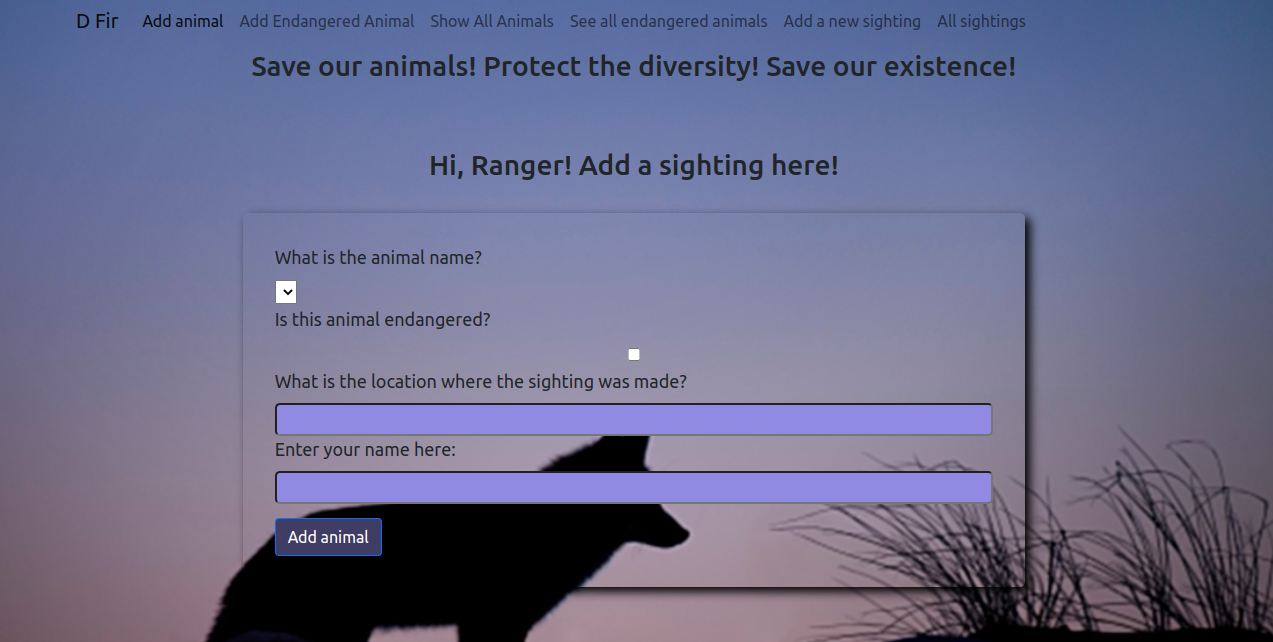 D Fir Add animal Add Endangered Animal Show All Animals See all endangered animals Add a new sighting All sightings
Save our animals! Protect the diversity! Save our existence!
Hi, Ranger! Add a sighting here!
What is the animal name?
Is this animal endangered?
What is the location where the sighting was made?
Enter your name here:
Add animal